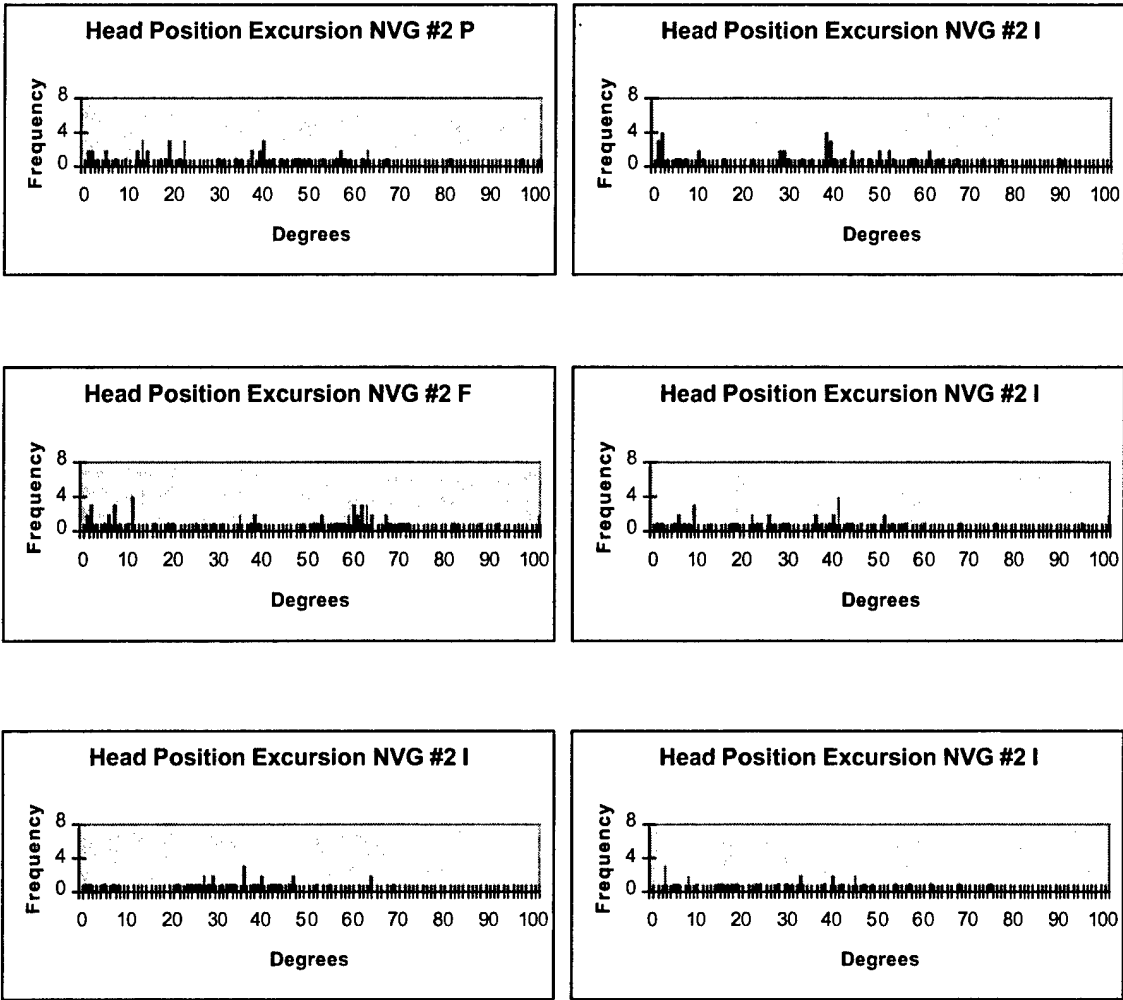 Head Position Excursion NVG #2 P
Frequency
8
4
0
0 10 20 30 40 50 60 70 80 90 100
Degrees
Head Position Excursion NVG #2 I
Frequency
8
4
0
0 10 20 30 40 50 60 70 80 90 100
Degrees
Head Position Excursion NVG #2 F
Frequency
8
4
0
0 10 20 30 40 50 60 70 80 90 100
Degrees
Head Position Excursion NVG #2 I
Frequency
8
4
0
0 10 20 30 40 50 60 70 80 90 100
Degrees
Head Position Excursion NVG #2 I
Frequency
8
4
0
0 10 20 30 40 50 60 70 80 90 100
Degrees
Head Position Excursion NVG #2 I
Frequency
8
4
0
0 10 20 30 40 50 60 70 80 90 100
Degrees